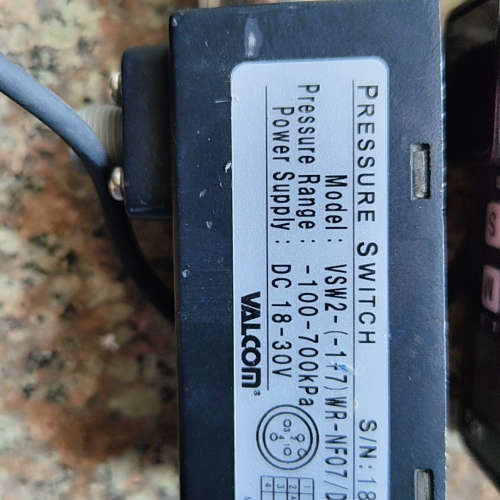 PRESSURE SWITCH S/N:18
Model: VSW2-(-1+7)WR-NF07/D
Pressure Range: -100-700kPa
Power Supply: DC 18-30V
VALCOM®
S
W